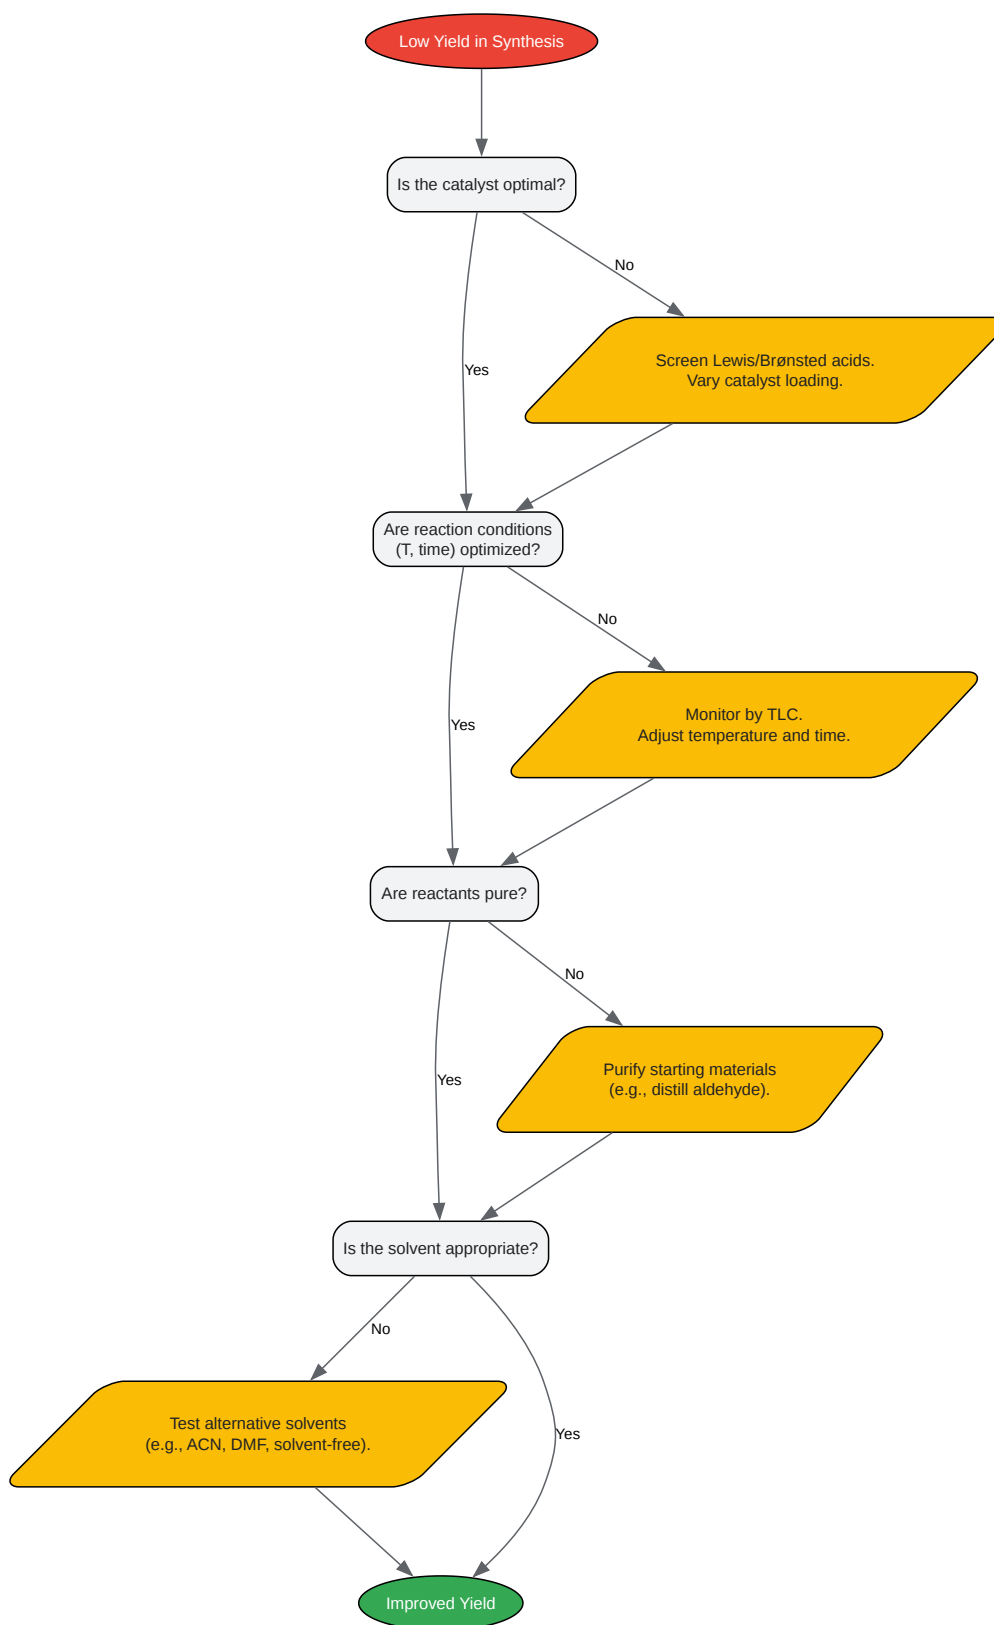 Low Yield in Synthesis
Is the catalyst optimal?
No
Screen Lewis/Brønsted acids.
Vary catalyst loading.
Yes
Are reaction conditions
(T, time) optimized?
No
Monitor by TLC.
Adjust temperature and time.
Yes
Are reactants pure?
No
Purify starting materials
(e.g., distill aldehyde).
Yes
Is the solvent appropriate?
No
Test alternative solvents
(e.g., ACN, DMF, solvent-free).
Yes
Improved Yield